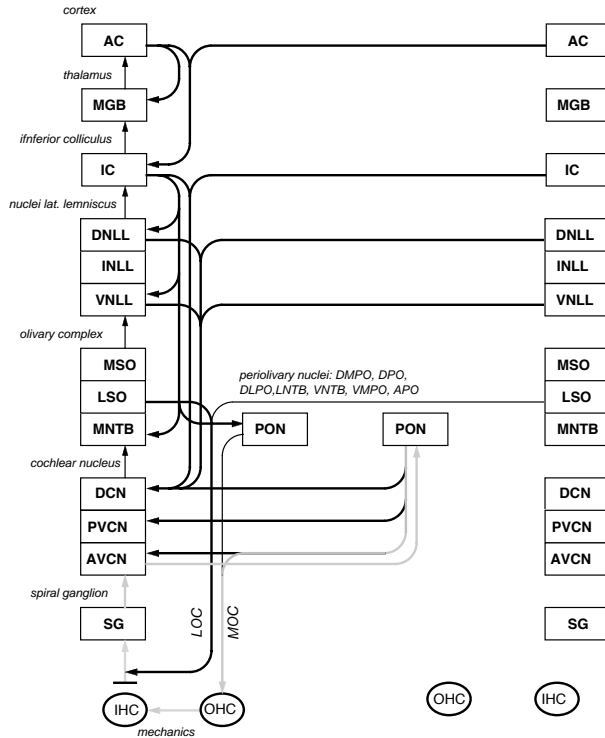 cortex
AC AC
thalamus
MGB MGB
ifnferior colliculus
IC IC
nuclei lat. lemniscus
DNLL DNLL
INLL INLL
VNLL VNLL
olivary complex
MSO MSO
periolivary nuclei: DMPO, DPO,
DLPO,LNTB, VNTB, VMPO, APO
LSO LSO
MNTB PON PON MNTB
cochlear nucleus
DCN DCN
PVCN PVCN
AVCN AVCN
spiral ganglion
SG LOC MOC SG
IHC OHC OHC IHC
mechanics